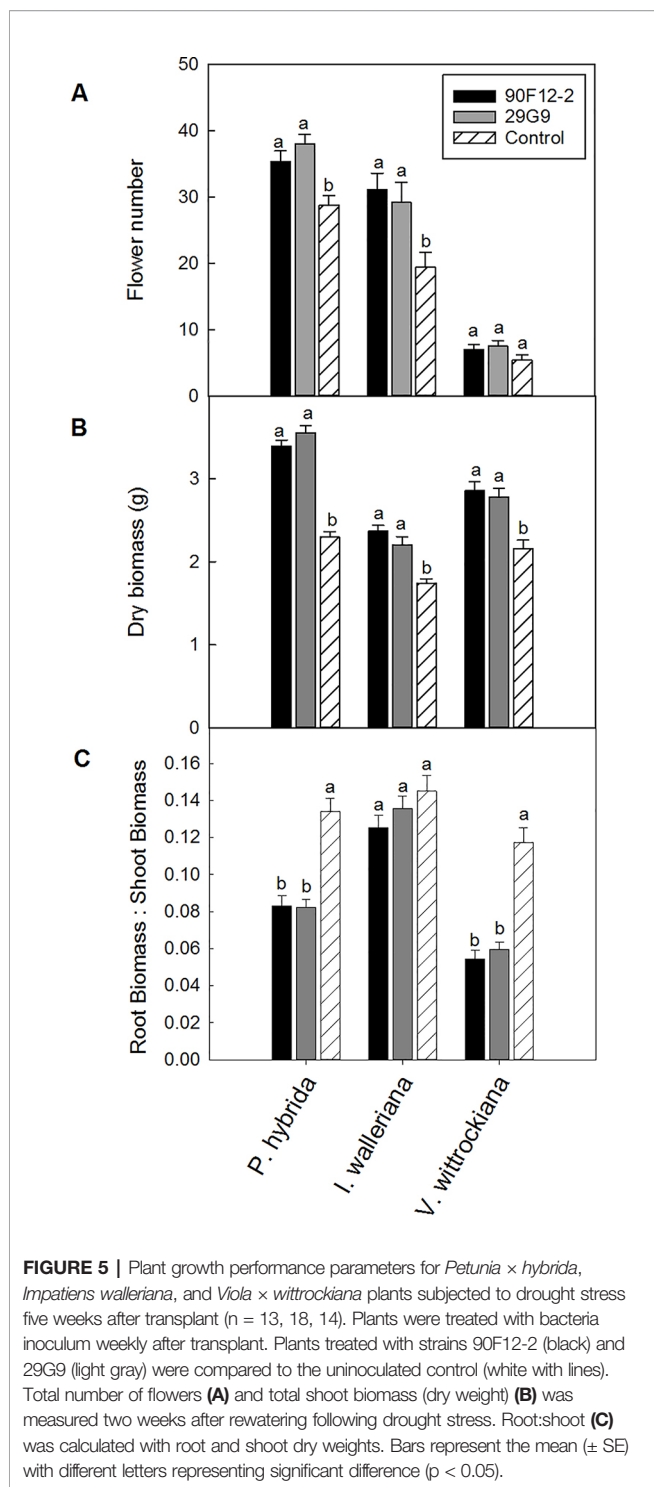 A
50
40
30
20
10
0
Flower number
90F12-2
29G9
Control
a a b
a a b
a a a
B
3
2
1
0
Dry biomass (g)
a a b
a a b
a a b
C
0.16
0.14
0.12
0.10
0.08
0.06
0.04
0.02
0.00
Root Biomass : Shoot Biomass
b b a
a a a
b b a
P. hybrida
I. walleriana
V. wittrockiana
FIGURE 5 | Plant growth performance parameters for Petunia × hybrida,
Impatiens walleriana, and Viola × wittrockiana plants subjected to drought stress
five weeks after transplant (n = 13, 18, 14). Plants were treated with bacteria
inoculum weekly after transplant. Plants treated with strains 90F12-2 (black) and
29G9 (light gray) were compared to the uninoculated control (white with lines).
Total number of flowers (A) and total shoot biomass (dry weight) (B) was
measured two weeks after rewatering following drought stress. Root:shoot (C)
was calculated with root and shoot dry weights. Bars represent the mean (± SE)
with different letters representing significant difference (p < 0.05).